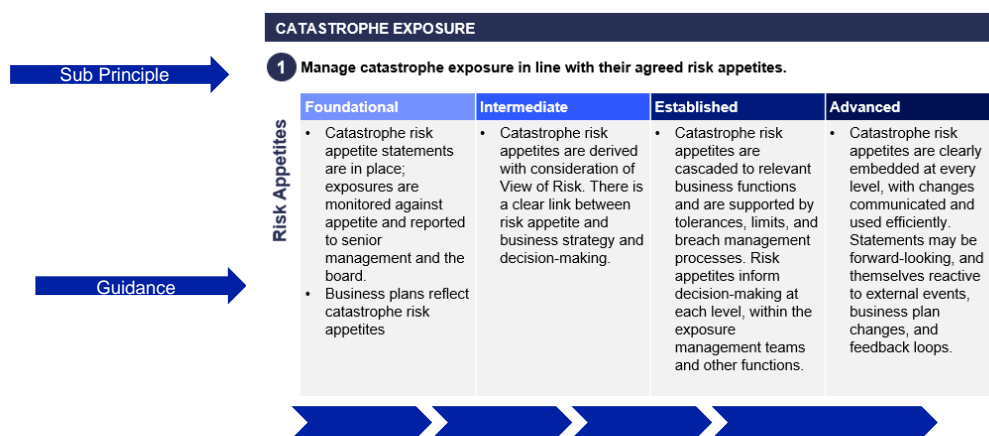 CATASTROPHE EXPOSURE
Sub Principle
1 Manage catastrophe exposure in line with their agreed risk appetites.
Risk Appetites
Guidance
Foundational
• Catastrophe risk
appetite statements
are in place;
exposures are
monitored against
appetite and reported
to senior
management and the
board.
• Business plans reflect
catastrophe risk
appetites
Intermediate
• Catastrophe risk
appetites are derived
with consideration of
View of Risk. There is
a clear link between
risk appetite and
business strategy and
decision-making.
Established
• Catastrophe risk
appetites are
cascaded to relevant
business functions
and are supported by
tolerances, limits, and
breach management
processes. Risk
appetites inform
decision-making at
each level, within the
exposure
management teams
and other functions.
Advanced
• Catastrophe risk
appetites are clearly
embedded at every
level, with changes
communicated and
used efficiently.
Statements may be
forward-looking, and
themselves reactive
to external events,
business plan
changes, and
feedback loops.